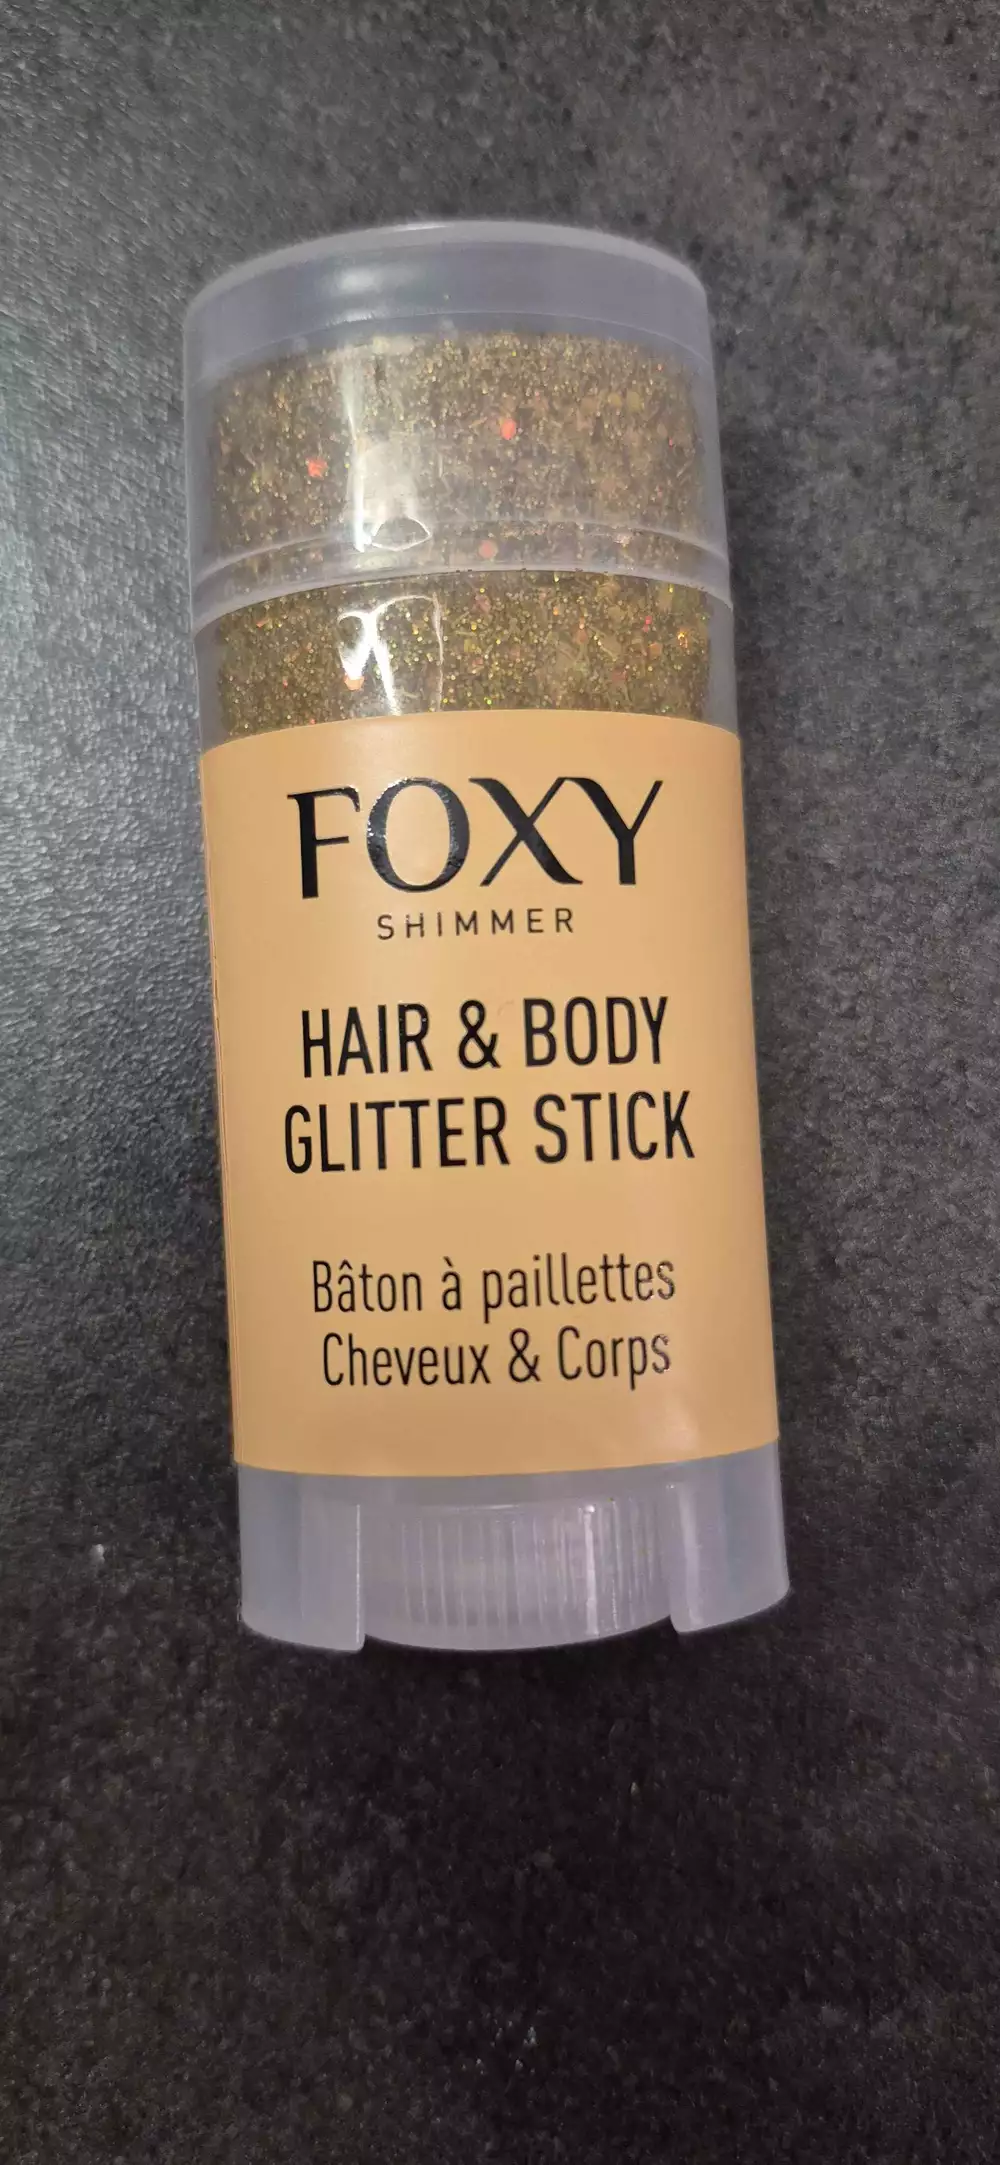 FOXY
SHIMMER
HAIR & BODY
GLITTER STICK
Bâton à paillettes
Cheveux & Corps